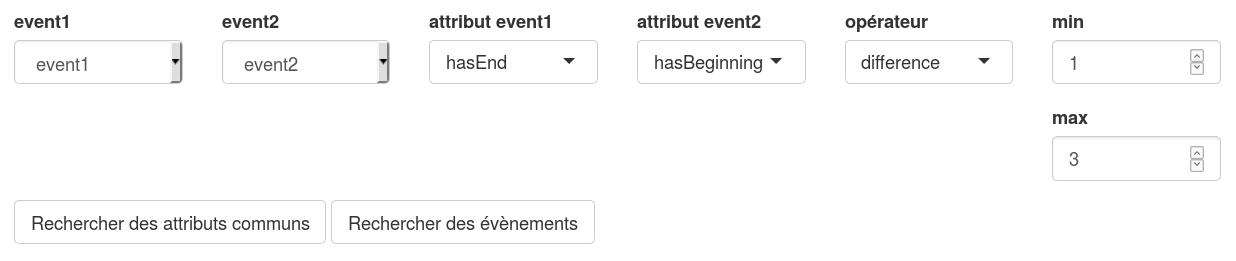 event1 event2 attribut event1 attribut event2 opérateur min
event1 event2 hasEnd hasBeginning difference 1
max
3
Rechercher des attributs communs Rechercher des évènements